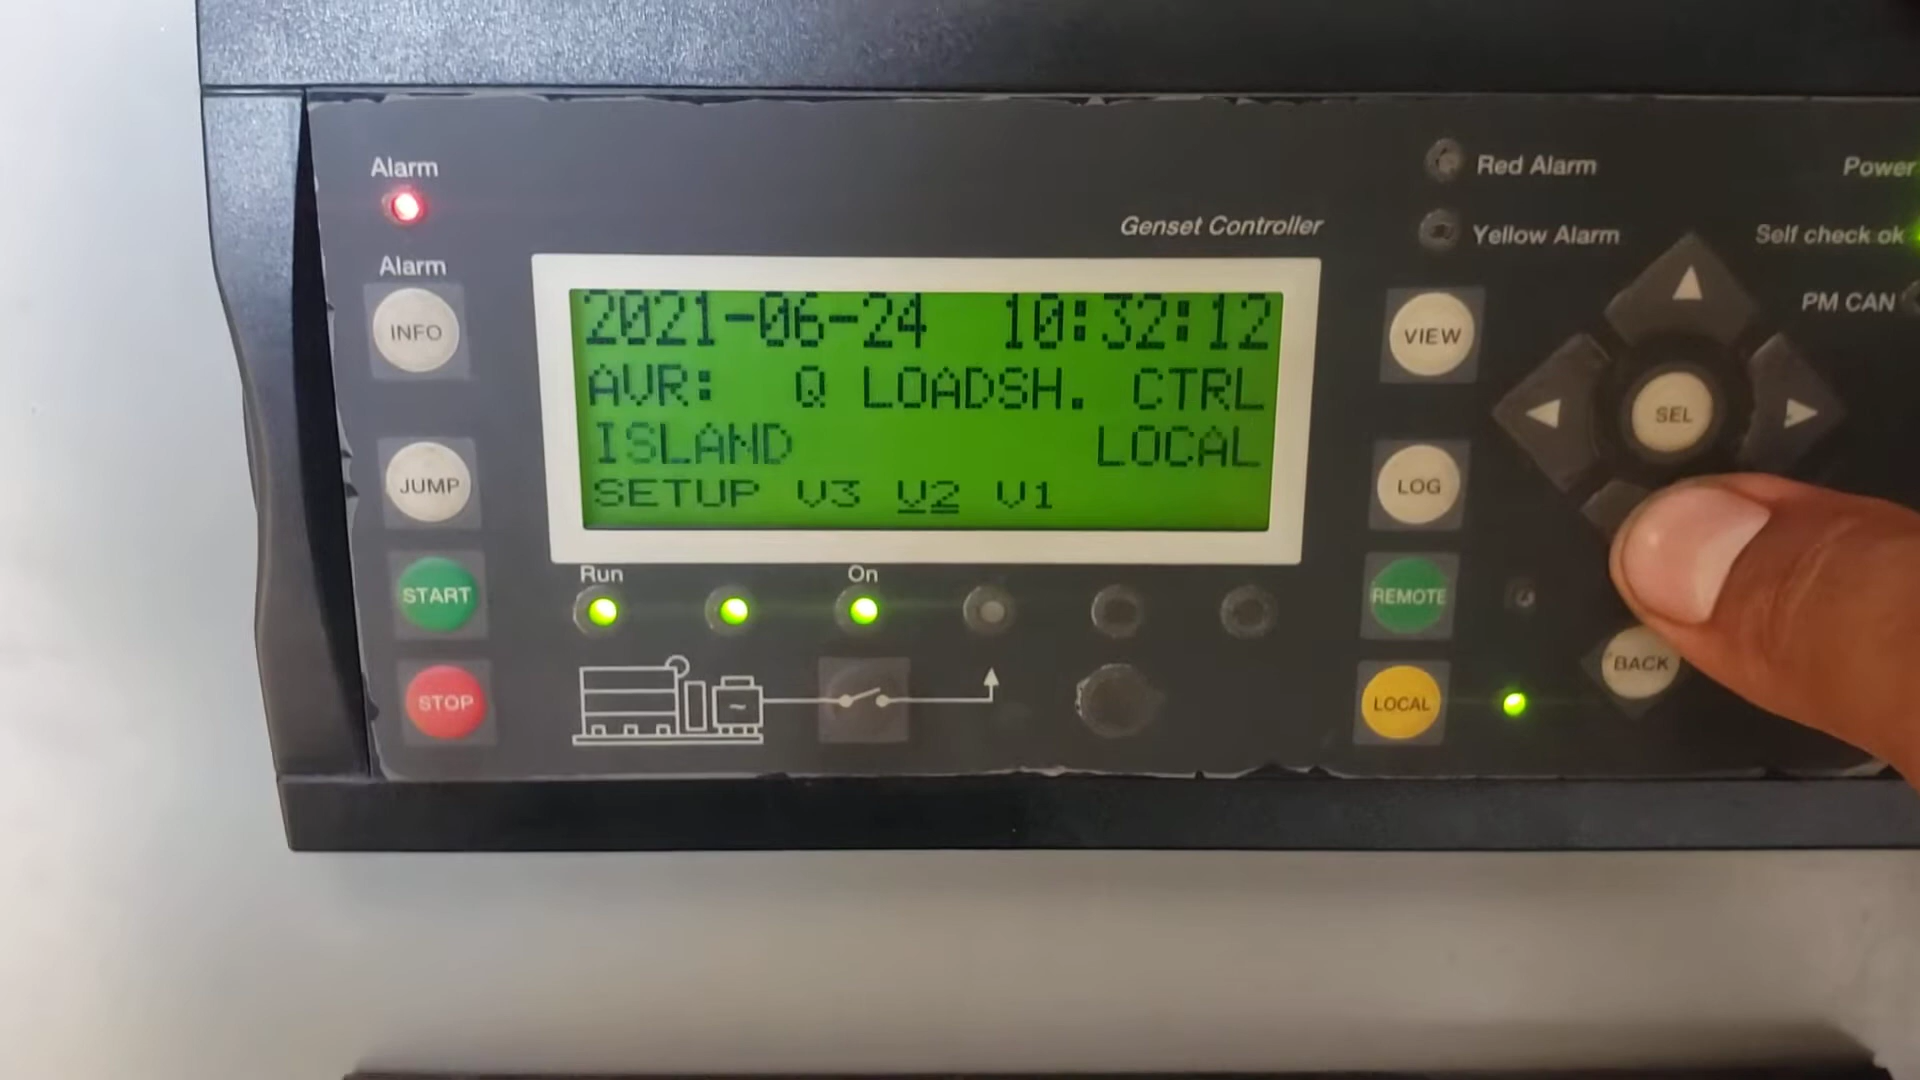 Alarm
Red Alarm
Power
Genset Controller
Yellow Alarm
Self check ok
Alarm
INFO
2021-06-24 10:32:12
AVR: Q LOADSH. CTRL
ISLAND LOCAL
SETUP V3 V2 V1
VIEW
PM CAN
SEL
JUMP
LOG
Run
On
START
REMOTE
BACK
STOP
LOCAL
~